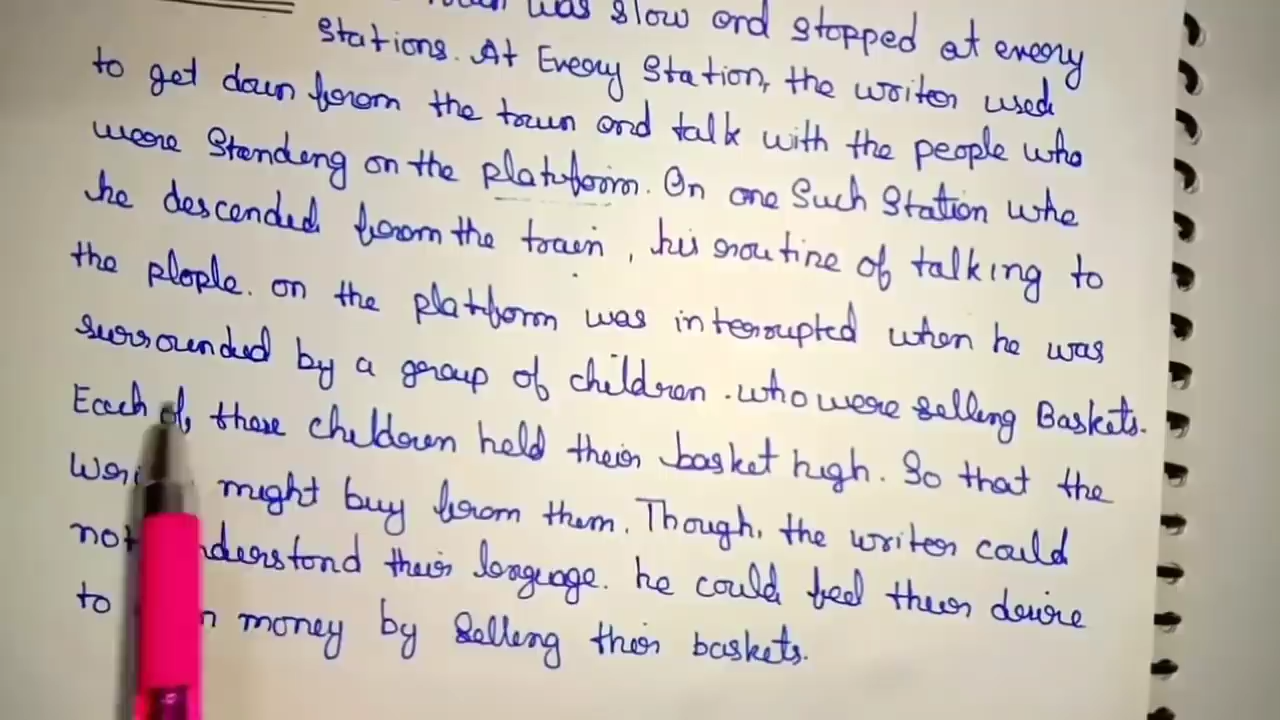 was slow and stopped at every
stations. At Every Station, the writer used
to get down from the train and talk with the people who
were Standing on the platform. On one Such Station whe
he descended from the train, his routine of talking to
the plople. on the platform was interrupted when he was
surrounded by a group of children. who were selling Baskets.
Each of these children held their basket high. So that the
might buy from them. Though, the writer could
understand their language. he could feel their desire
to money by Selling their baskets.